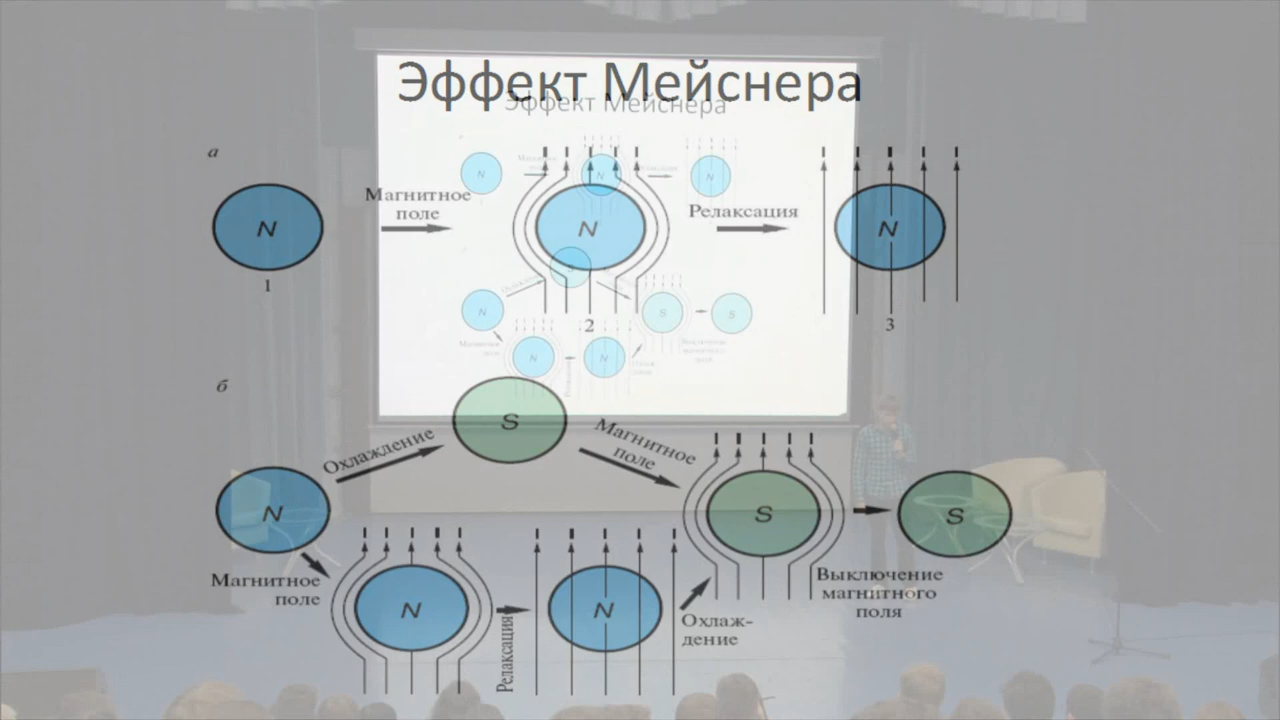 Эффект Мейснера
Эффект Мейснера
а
N
1
Магнитное
поле
N
2
Релаксация
N
3
б
N
Охлаждение
S
Магнитное
поле
S
S
Магнитное
поле
N
Релаксация
N
Охлаж-
дение
Выключение
магнитного
поля